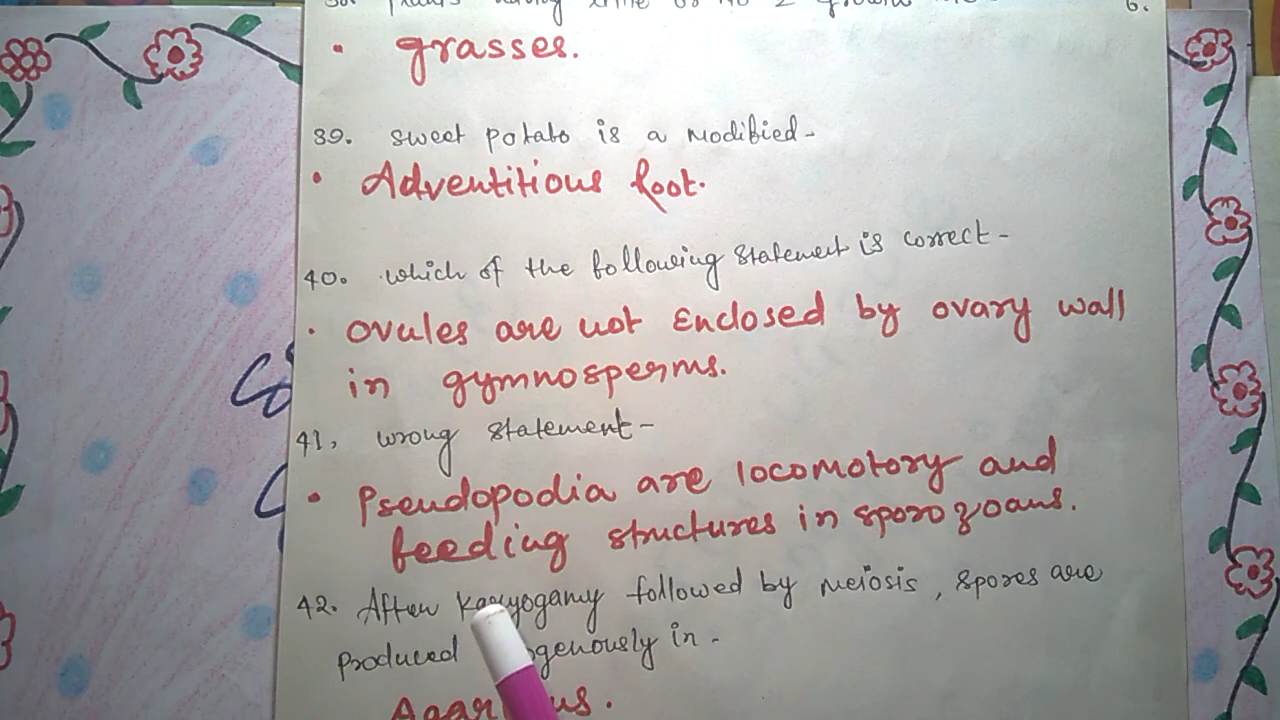 6.
• grasses.
39. sweet potato is a modified -
• Adventitious Root.
40. which of the following statement is correct -
• Ovules are not Enclosed by ovary wall
in gymnosperms.
41, wrong statement -
• Pseudopodia are locomotory and
feeding structures in sporozoans.
42. After Karyogamy followed by meiosis, spores are
produced in -